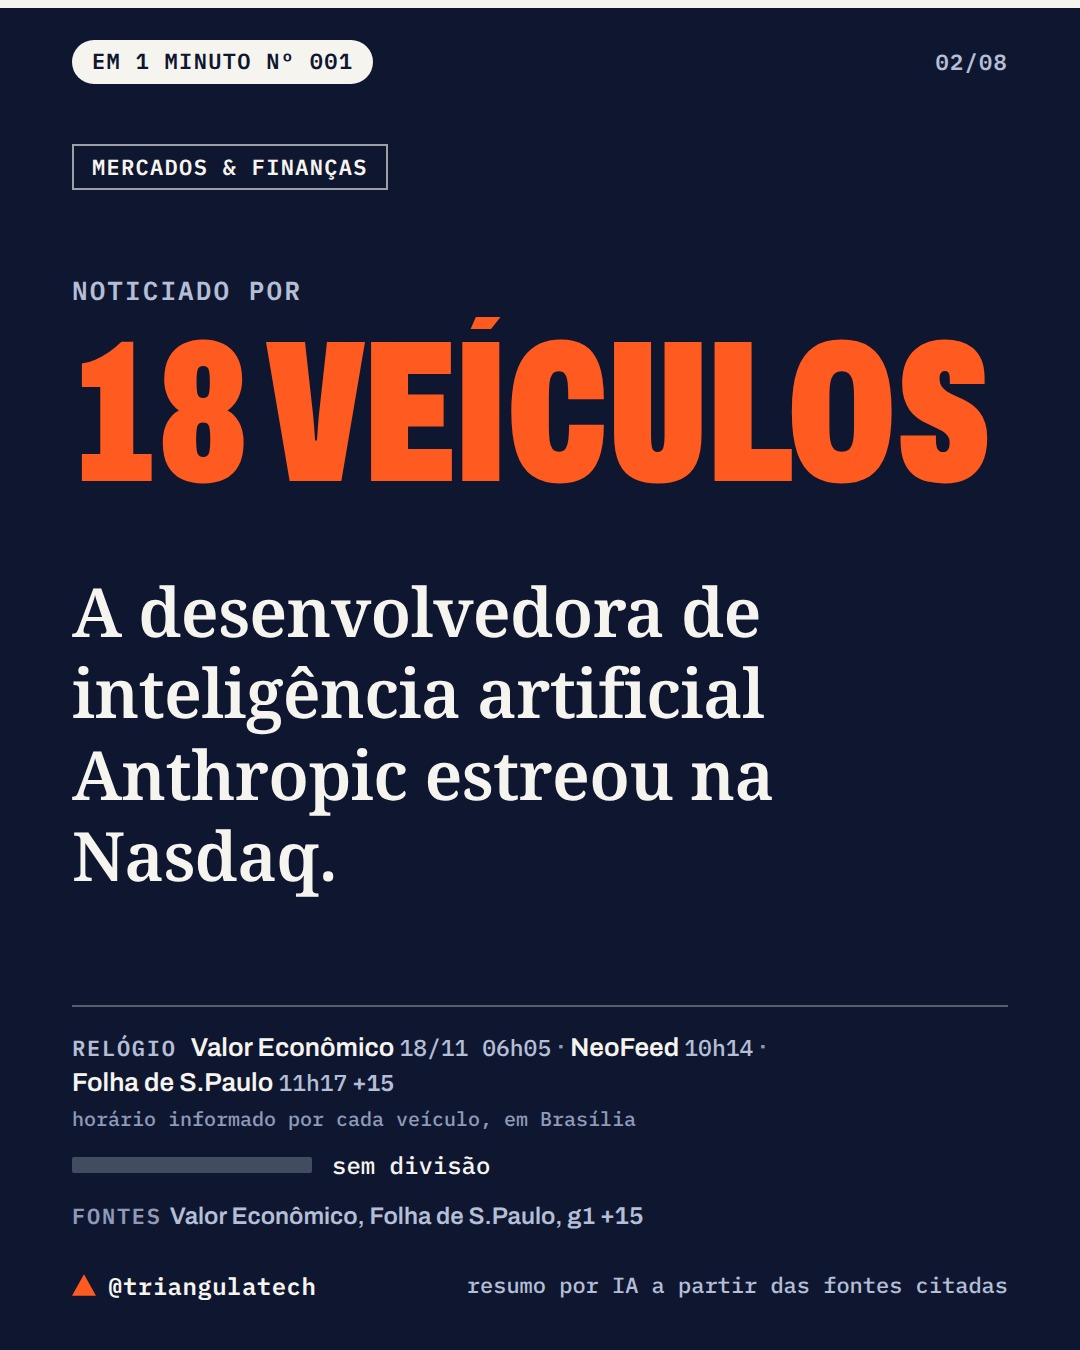 EM 1 MINUTO Nº 001
02/08
MERCADOS & FINANÇAS
NOTICIADO POR
18 VEÍCULOS
A desenvolvedora de
inteligência artificial
Anthropic estreou na
Nasdaq.
RELÓGIO Valor Econômico 18/11 06h05 · NeoFeed 10h14 ·
Folha de S.Paulo 11h17 +15
horário informado por cada veículo, em Brasília
sem divisão
FONTES Valor Econômico, Folha de S.Paulo, g1 +15
@triangulatech
resumo por IA a partir das fontes citadas